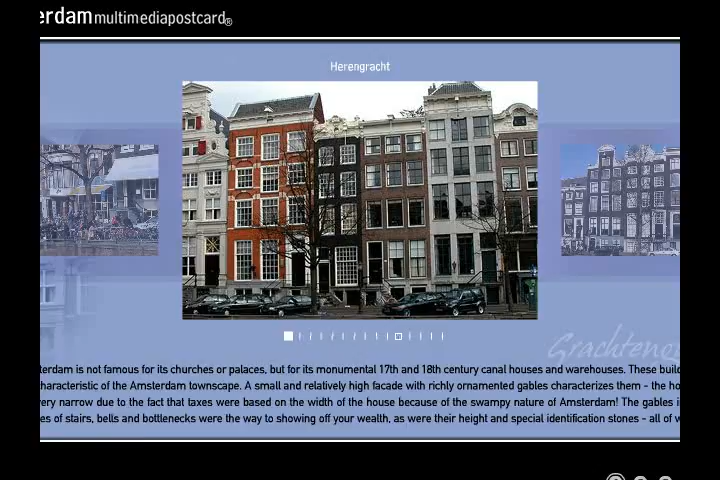 erdam multimediapostcard®
Herengracht
Grachteng
terdam is not famous for its churches or palaces, but for its monumental 17th and 18th century canal houses and warehouses. These build
haracteristic of the Amsterdam townscape. A small and relatively high facade with richly ornamented gables characterizes them - the ho
very narrow due to the fact that taxes were based on the width of the house because of the swampy nature of Amsterdam! The gables i
es of stairs, bells and bottlenecks were the way to showing off your wealth, as were their height and special identification stones - all of w